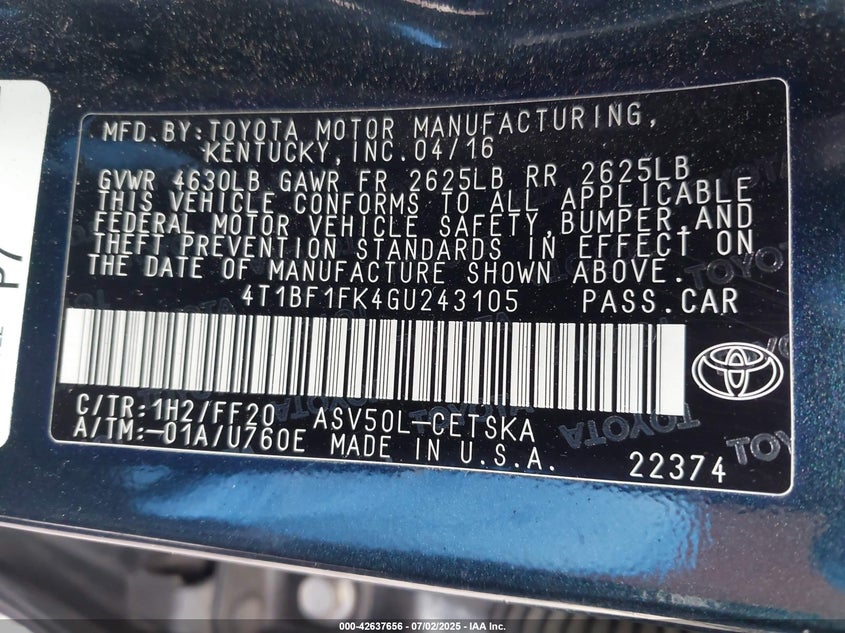 MFD. BY: TOYOTA MOTOR MANUFACTURING,
KENTUCKY, INC. 04/16
GVWR 4630LB GAWR FR 2625LB RR 2625LB
THIS VEHICLE CONFORMS TO ALL APPLICABLE
FEDERAL MOTOR VEHICLE SAFETY, BUMPER, AND
THEFT PREVENTION STANDARDS IN EFFECT ON
THE DATE OF MANUFACTURE SHOWN ABOVE.
4T1BF1FK4GU243105 PASS. CAR
C/TR: 1H2/FF20 ASV50L-CETSKA
A/TM: -01A/U760E MADE IN U.S.A. 22374
P7
TOYOTA
000-42637656 - 07/02/2025 - IAA Inc.